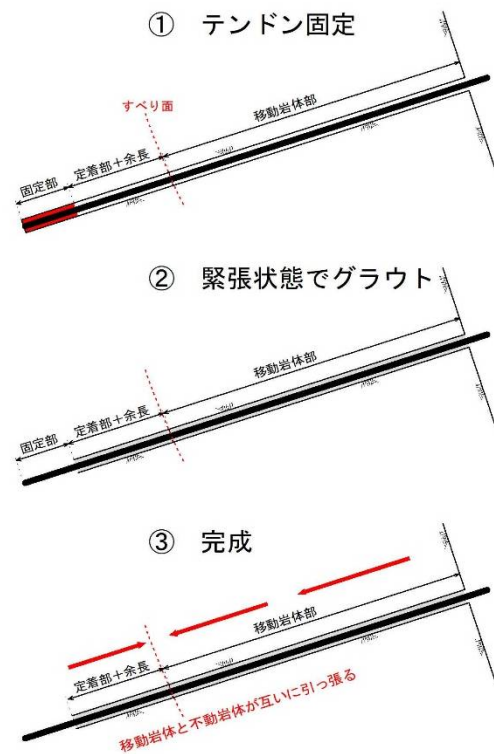 ① テンドン固定
すべり面
移動岩体部
定着部+余長
固定部
② 緊張状態でグラウト
移動岩体部
定着部+余長
固定部
③ 完成
移動岩体部
定着部+余長
移動岩体と不動岩体が互いに引っ張る